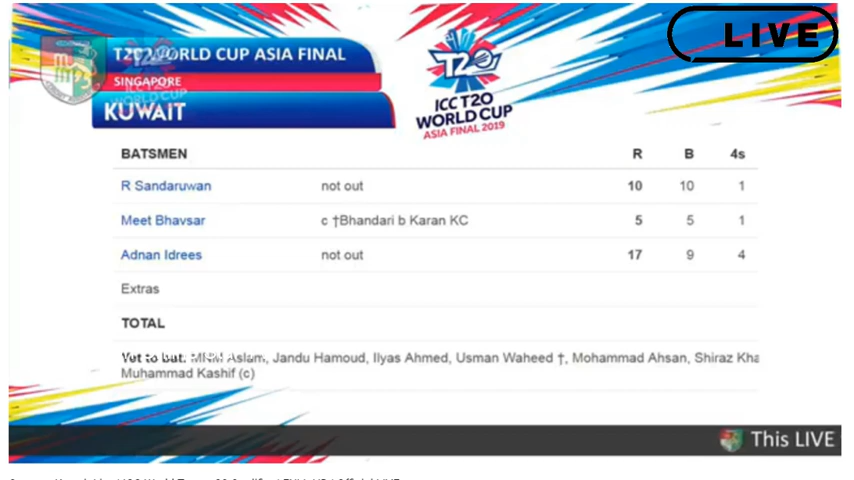 LIVE
WORLD CUP ASIA FINAL
SINGAPORE
KUWAIT
T20
ICC T20
WORLD CUP
ASIA FINAL 2019
BATSMEN R B 4s
R Sandaruwan not out 10 10 1
Meet Bhavsar c †Bhandari b Karan KC 5 5 1
Adnan Idrees not out 17 9 4
Extras
TOTAL
Yet to bat: Aslam, Jandu Hamoud, Ilyas Ahmed, Usman Waheed †, Mohammad Ahsan, Shiraz Kha
Muhammad Kashif (c)
This LIVE